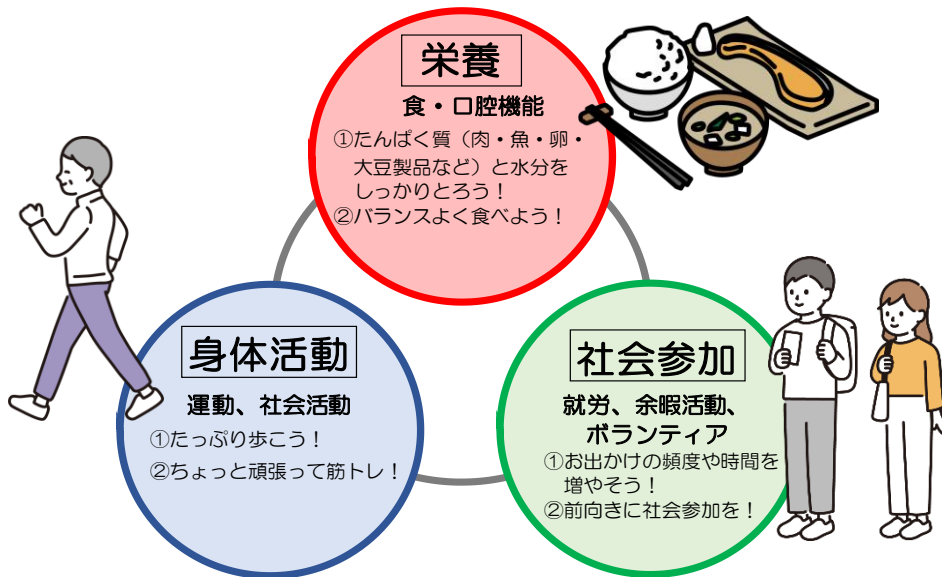 栄養
食・口腔機能
①たんぱく質（肉・魚・卵・
大豆製品など）と水分を
しっかりとろう！
②バランスよく食べよう！
身体活動
運動、社会活動
①たっぷり歩こう！
②ちょっと頑張って筋トレ！
社会参加
就労、余暇活動、
ボランティア
①お出かけの頻度や時間を
増やそう！
②前向きに社会参加を！